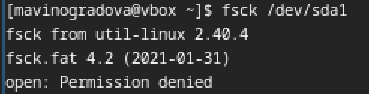 [mavinogradova@vbox ~]$ fsck /dev/sda1
fsck from util-linux 2.40.4
fsck.fat 4.2 (2021-01-31)
open: Permission denied